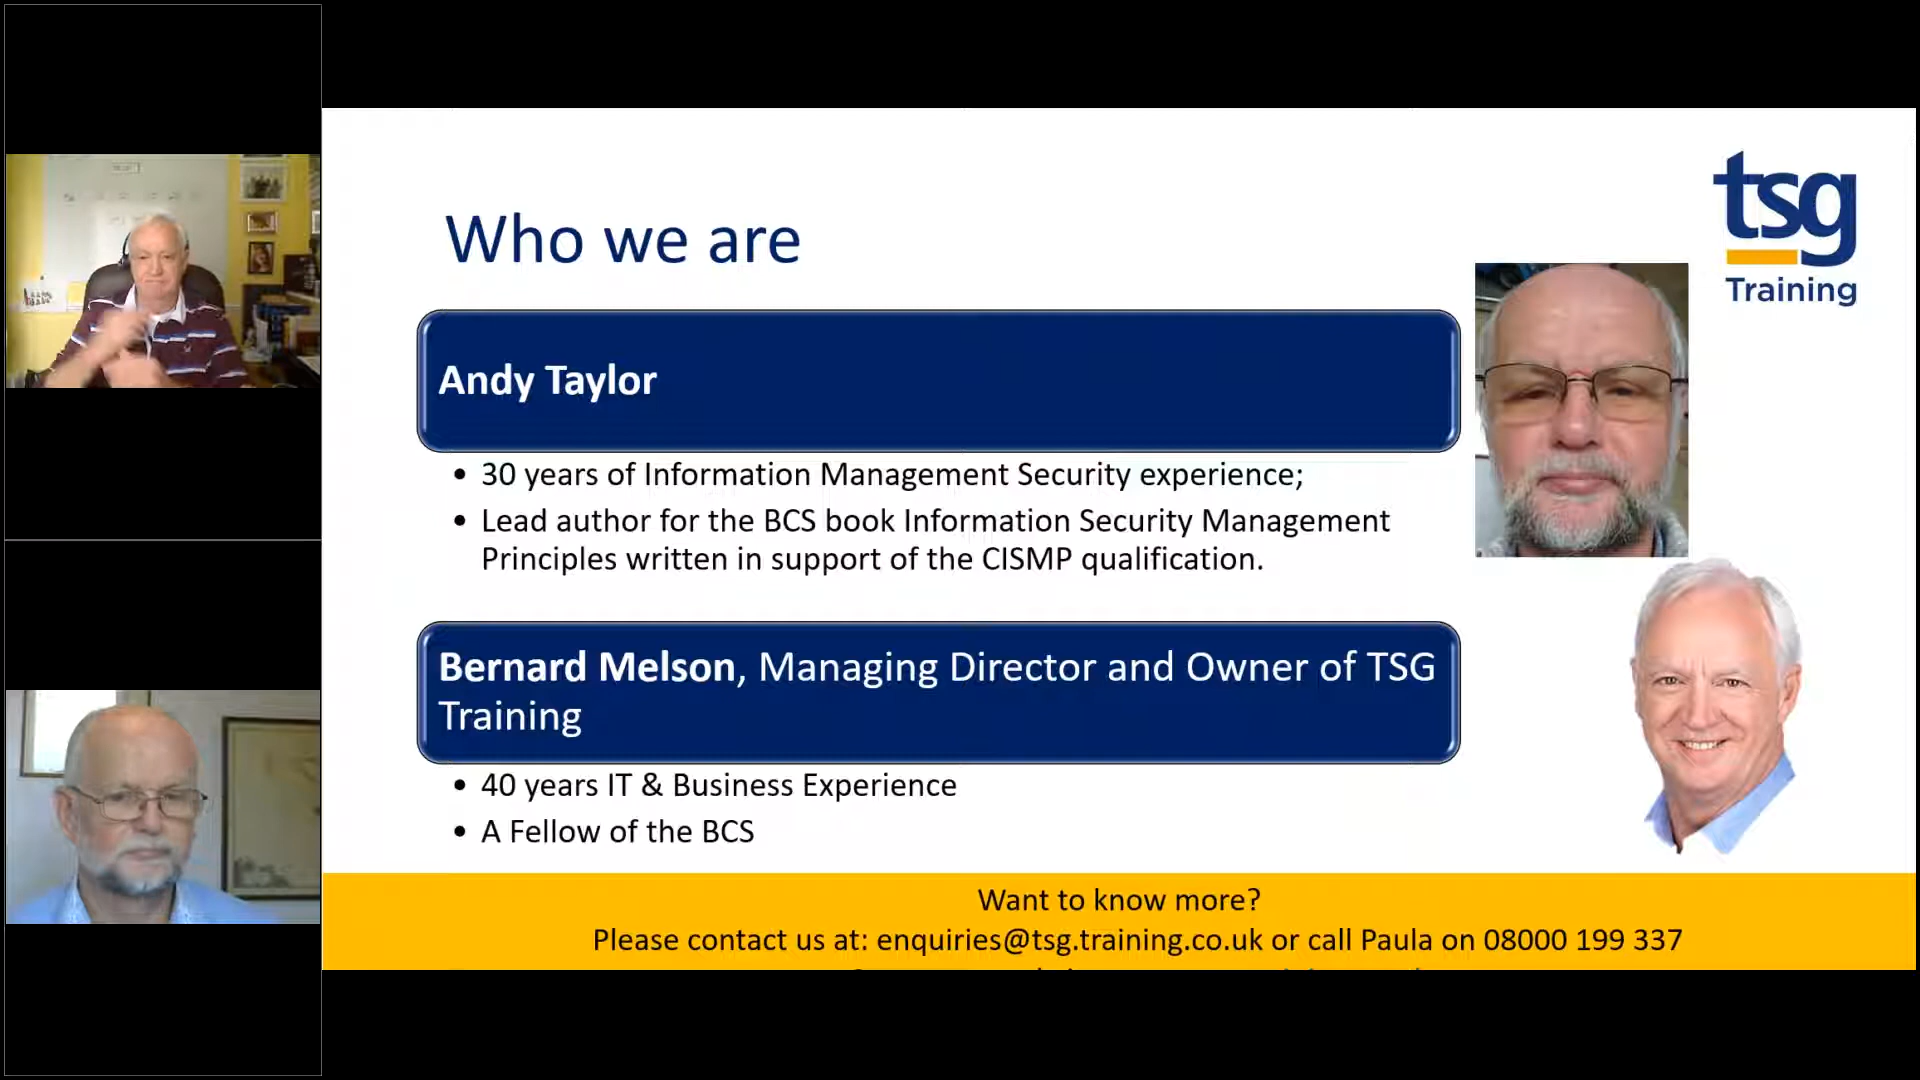 tsg
Training
Who we are
Andy Taylor
• 30 years of Information Management Security experience;
• Lead author for the BCS book Information Security Management
Principles written in support of the CISMP qualification.
Bernard Melson, Managing Director and Owner of TSG
Training
• 40 years IT & Business Experience
• A Fellow of the BCS
Want to know more?
Please contact us at: enquiries@tsg.training.co.uk or call Paula on 08000 199 337